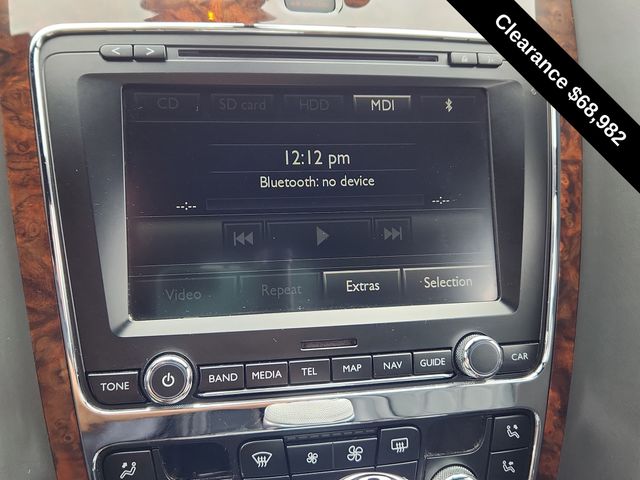 Clearance $68,982
< >
CD SD card HDD MDI
12:12 pm
Bluetooth: no device
--:-- --:--
Video Repeat Extras Selection
TONE BAND MEDIA TEL MAP NAV GUIDE CAR